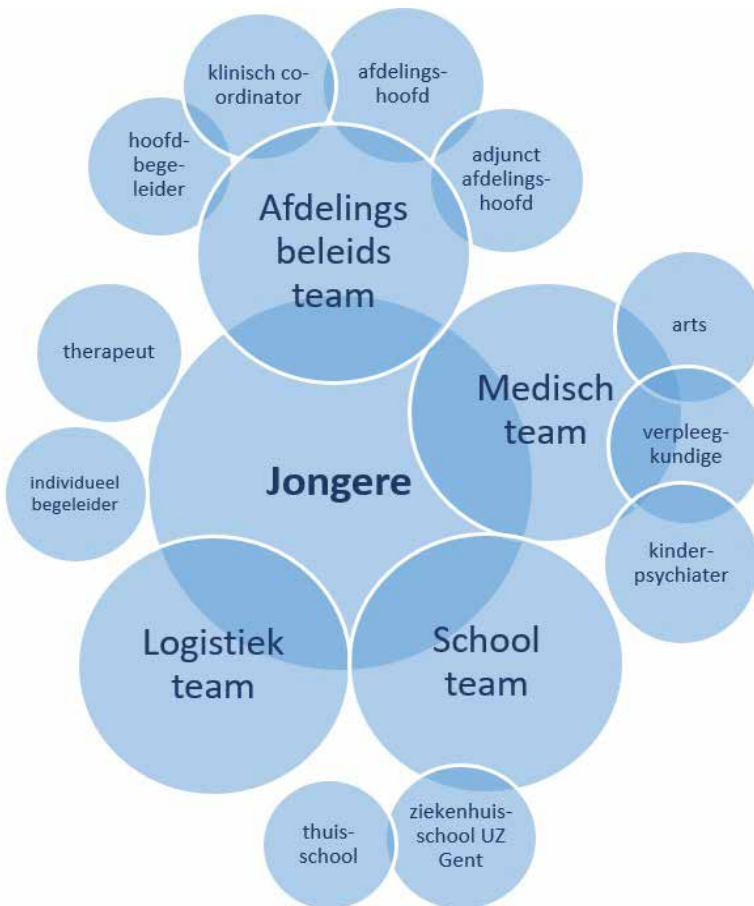 klinisch co-
ordinator
afdelings-
hoofd
hoofd-
bege-
leider
adjunct
afdelings-
hoofd
Afdelings
beleids
team
therapeut
arts
Medisch
team
verpleeg-
kundige
Jongere
individueel
begeleider
kinder-
psychiater
Logistiek
team
School
team
thuis-
school
ziekenhuis-
school UZ
Gent